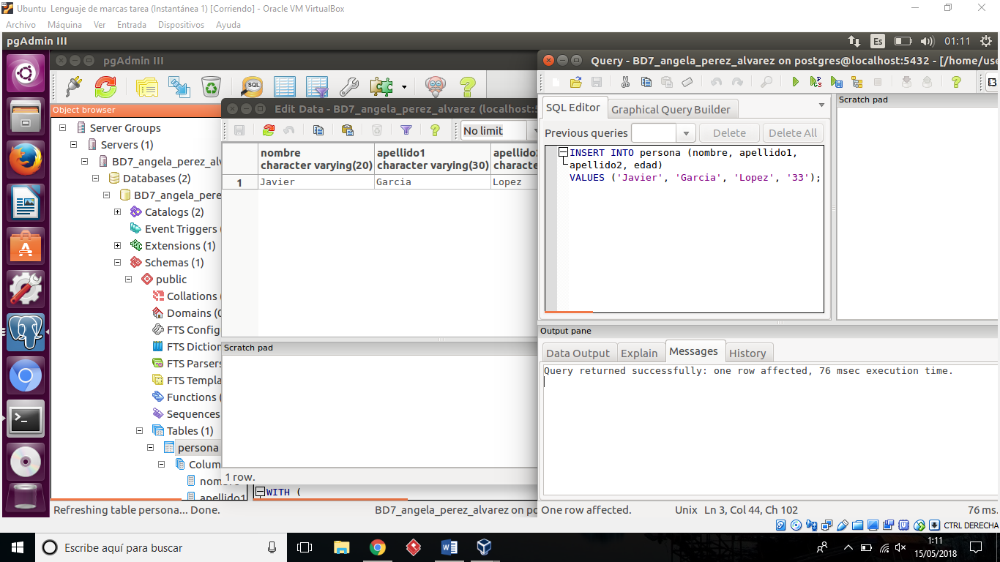 Ubuntu Lenguaje de marcas tarea (Instantánea 1) [Corriendo] - Oracle VM VirtualBox
Archivo Máquina Ver Entrada Dispositivos Ayuda
pgAdmin III
Es
01:11
pgAdmin III
SQL
Object browser
Server Groups
Servers (1)
BD7_angela_perez_alv
Databases (2)
BD7_angela_pere
Catalogs (2)
Event Triggers (
Extensions (1)
Schemas (1)
public
Collations (
Domains (0
FTS Config
FTS Diction
FTS Parsers
FTS Templa
Functions (
Sequences
Tables (1)
persona
Colum
apellido1
Refreshing table persona... Done.
BD7_angela_perez_alvarez on po
Edit Data - BD7_angela_perez_alvarez (localhost:5
No limit
nombre apellido1
character varying(20) character varying(30) characte
1 Javier Garcia Lopez
Scratch pad
1 row.
WITH (
Query - BD7_angela_perez_alvarez on postgres@localhost:5432 - [/home/use
SQL Editor Graphical Query Builder
Previous queries Delete Delete All
INSERT INTO persona (nombre, apellido1,
apellido2, edad)
VALUES ('Javier', 'Garcia', 'Lopez', '33');
Scratch pad
Output pane
Data Output Explain Messages History
Query returned successfully: one row affected, 76 msec execution time.
One row affected. Unix Ln 3, Col 44, Ch 102 76 ms.
CTRL DERECHA
Escribe aquí para buscar
1:11
15/05/2018